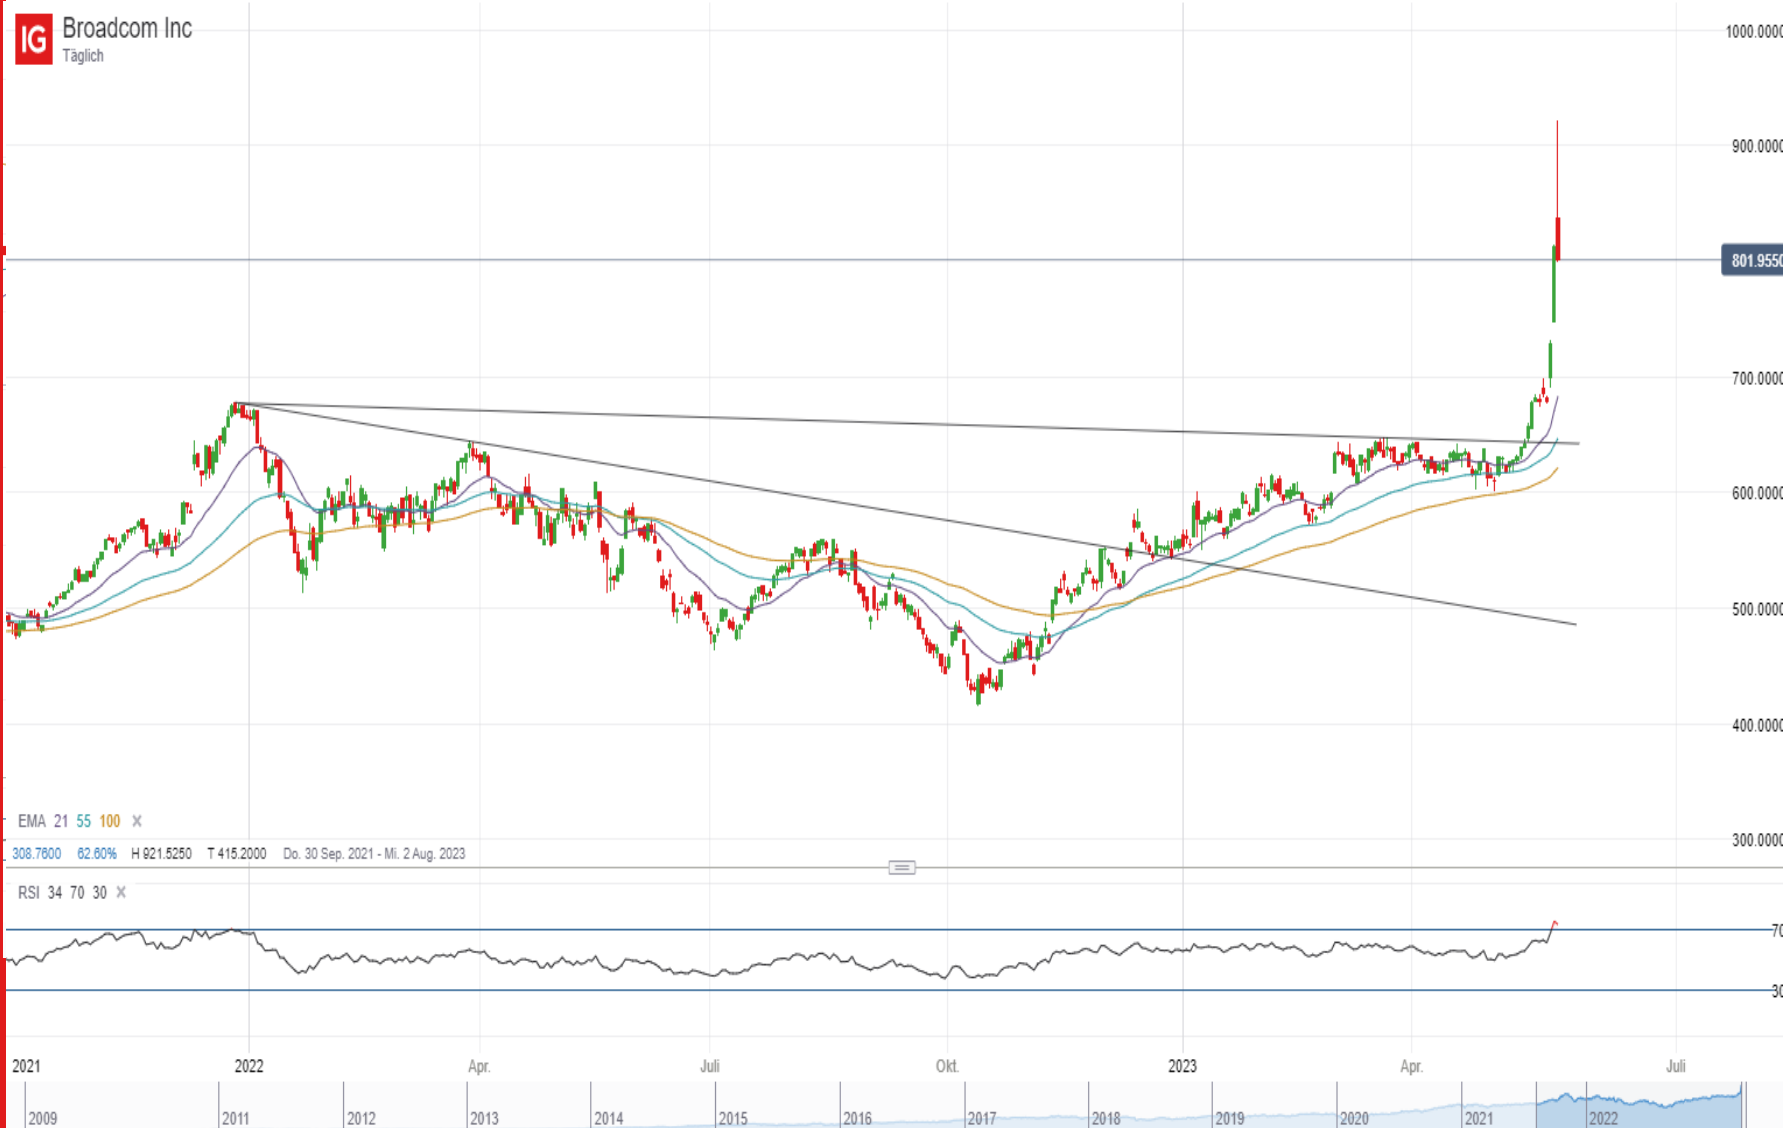 IG Broadcom Inc
Täglich
1000.0000
900.0000
801.9550
700.0000
600.0000
500.0000
400.0000
300.0000
EMA 21 55 100 X
308.7600 62.60% H 921.5250 T 415.2000 Do. 30 Sep. 2021 - Mi. 2 Aug. 2023
RSI 34 70 30 X
70
30
2021 2022 Apr. Juli Okt. 2023 Apr. Juli
2009 2011 2012 2013 2014 2015 2016 2017 2018 2019 2020 2021 2022